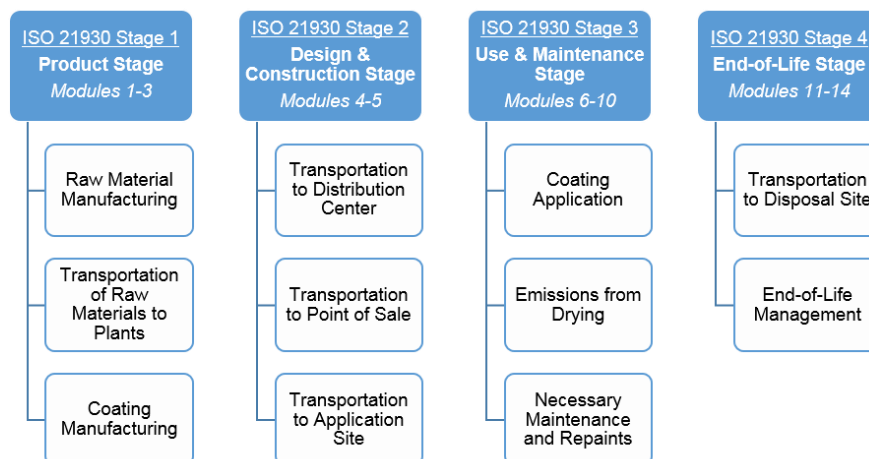 ISO 21930 Stage 1
Product Stage
Modules 1-3
Raw Material
Manufacturing
Transportation
of Raw
Materials to
Plants
Coating
Manufacturing
ISO 21930 Stage 2
Design &
Construction Stage
Modules 4-5
Transportation
to Distribution
Center
Transportation
to Point of Sale
Transportation
to Application
Site
ISO 21930 Stage 3
Use & Maintenance
Stage
Modules 6-10
Coating
Application
Emissions from
Drying
Necessary
Maintenance
and Repaints
ISO 21930 Stage 4
End-of-Life Stage
Modules 11-14
Transportation
to Disposal Site
End-of-Life
Management